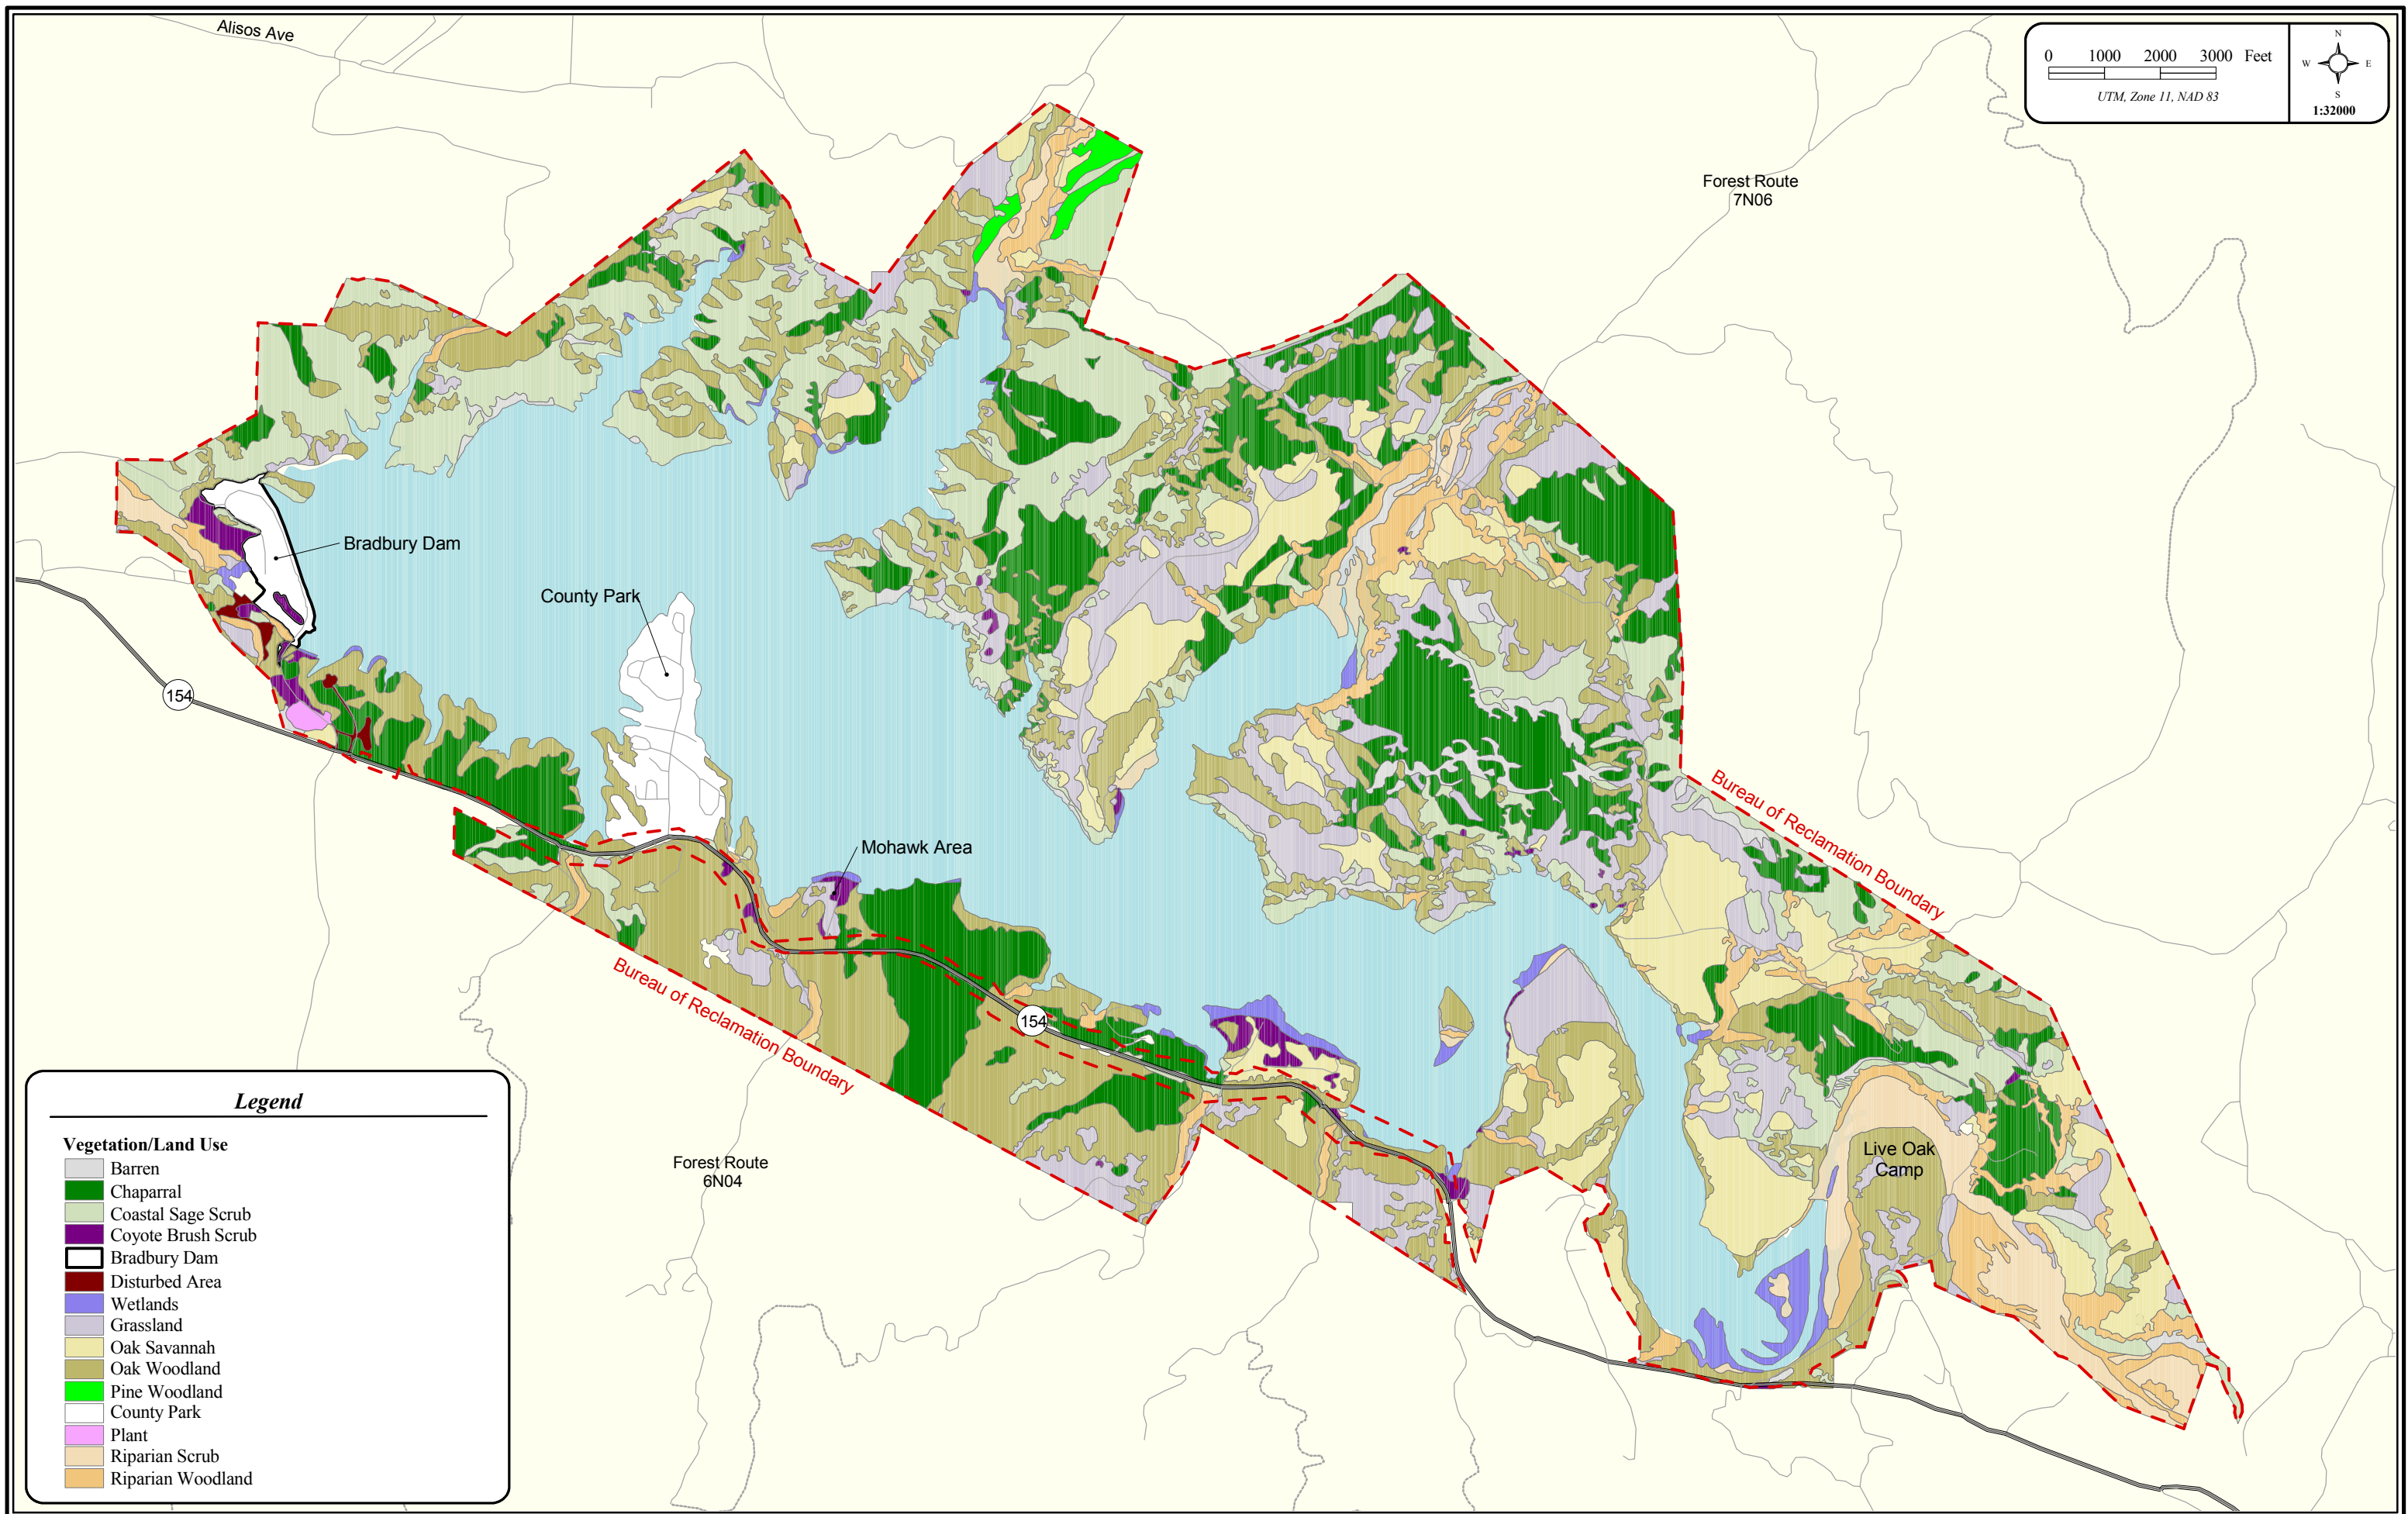 Alisos Ave
0 1000 2000 3000 Feet
UTM, Zone 11, NAD 83
N
W E
S
1:32000
Forest Route
7N06
Bradbury Dam
County Park
154
Bureau of Reclamation Boundary
Mohawk Area
Bureau of Reclamation Boundary
154
Forest Route
6N04
Live Oak
Camp
Legend
Vegetation/Land Use
Barren
Chaparral
Coastal Sage Scrub
Coyote Brush Scrub
Bradbury Dam
Disturbed Area
Wetlands
Grassland
Oak Savannah
Oak Woodland
Pine Woodland
County Park
Plant
Riparian Scrub
Riparian Woodland